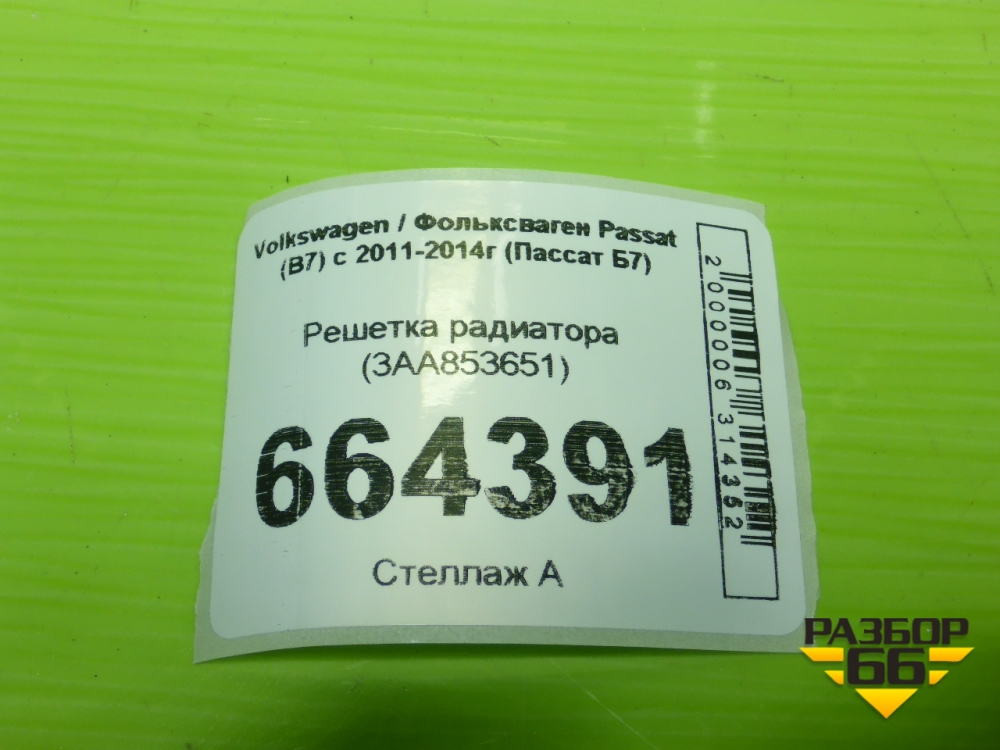 Volkswagen / Фольксваген Passat
(B7) с 2011-2014г (Пассат Б7)
Решетка радиатора
(3AA853651)
664391
Стеллаж А
2000006314352
РАЗБОР
66